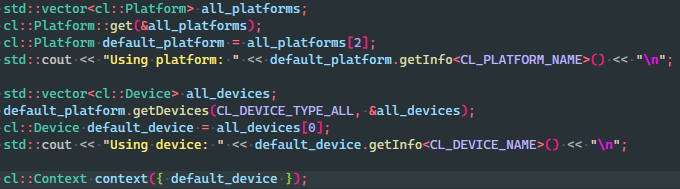 std::vector<cl::Platform> all_platforms;
cl::Platform::get(&all_platforms);
cl::Platform default_platform = all_platforms[2];
std::cout << "Using platform: " << default_platform.getInfo<CL_PLATFORM_NAME>() << "\n";
std::vector<cl::Device> all_devices;
default_platform.getDevices(CL_DEVICE_TYPE_ALL, &all_devices);
cl::Device default_device = all_devices[0];
std::cout << "Using device: " << default_device.getInfo<CL_DEVICE_NAME>() << "\n";
cl::Context context({ default_device });